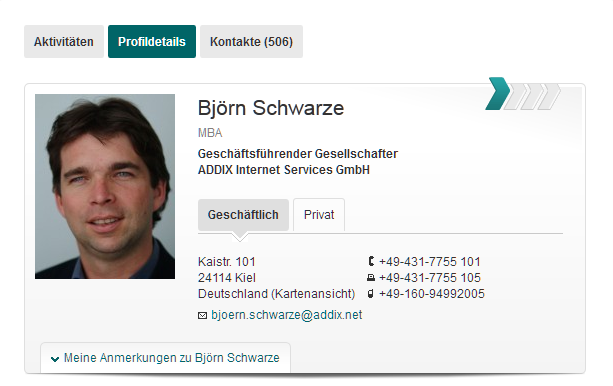 Aktivitäten Profildetails Kontakte (506)
Björn Schwarze
MBA
Geschäftsführender Gesellschafter
ADDIX Internet Services GmbH
Geschäftlich Privat
Kaistr. 101 +49-431-7755 101
24114 Kiel +49-431-7755 105
Deutschland (Kartenansicht) +49-160-94992005
bjoern.schwarze@addix.net
Meine Anmerkungen zu Björn Schwarze